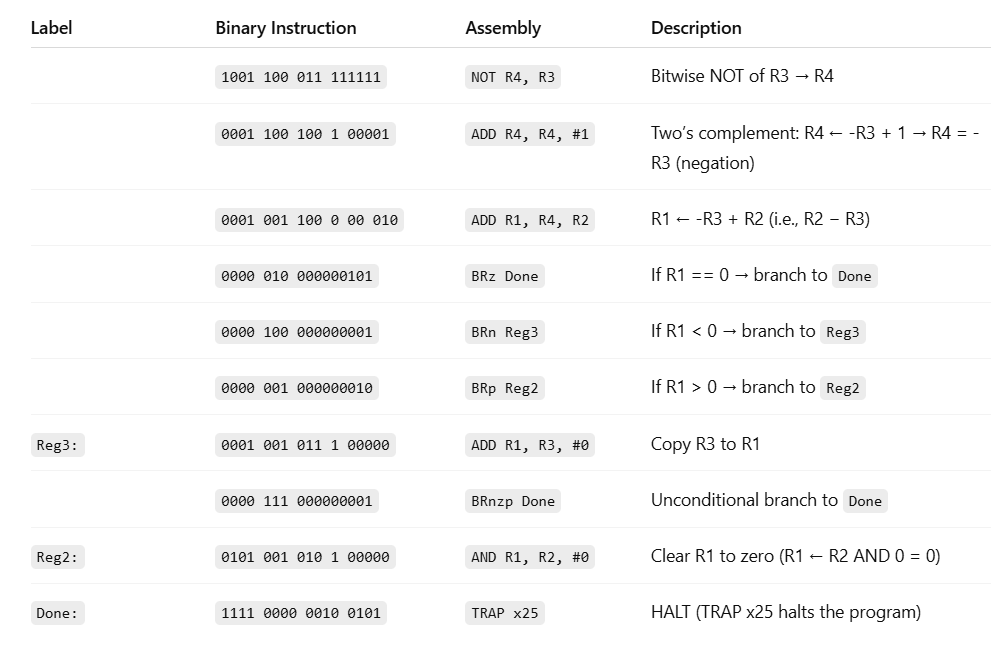 Label Binary Instruction Assembly Description
1001 100 011 111111 NOT R4, R3 Bitwise NOT of R3 → R4
0001 100 100 1 00001 ADD R4, R4, #1 Two’s complement: R4 ← -R3 + 1 → R4 = -
R3 (negation)
0001 001 100 0 00 010 ADD R1, R4, R2 R1 ← -R3 + R2 (i.e., R2 − R3)
0000 010 000000101 BRz Done If R1 == 0 → branch to Done
0000 100 000000001 BRn Reg3 If R1 < 0 → branch to Reg3
0000 001 000000010 BRp Reg2 If R1 > 0 → branch to Reg2
Reg3: 0001 001 011 1 00000 ADD R1, R3, #0 Copy R3 to R1
0000 111 000000001 BRnzp Done Unconditional branch to Done
Reg2: 0101 001 010 1 00000 AND R1, R2, #0 Clear R1 to zero (R1 ← R2 AND 0 = 0)
Done: 1111 0000 0010 0101 TRAP x25 HALT (TRAP x25 halts the program)